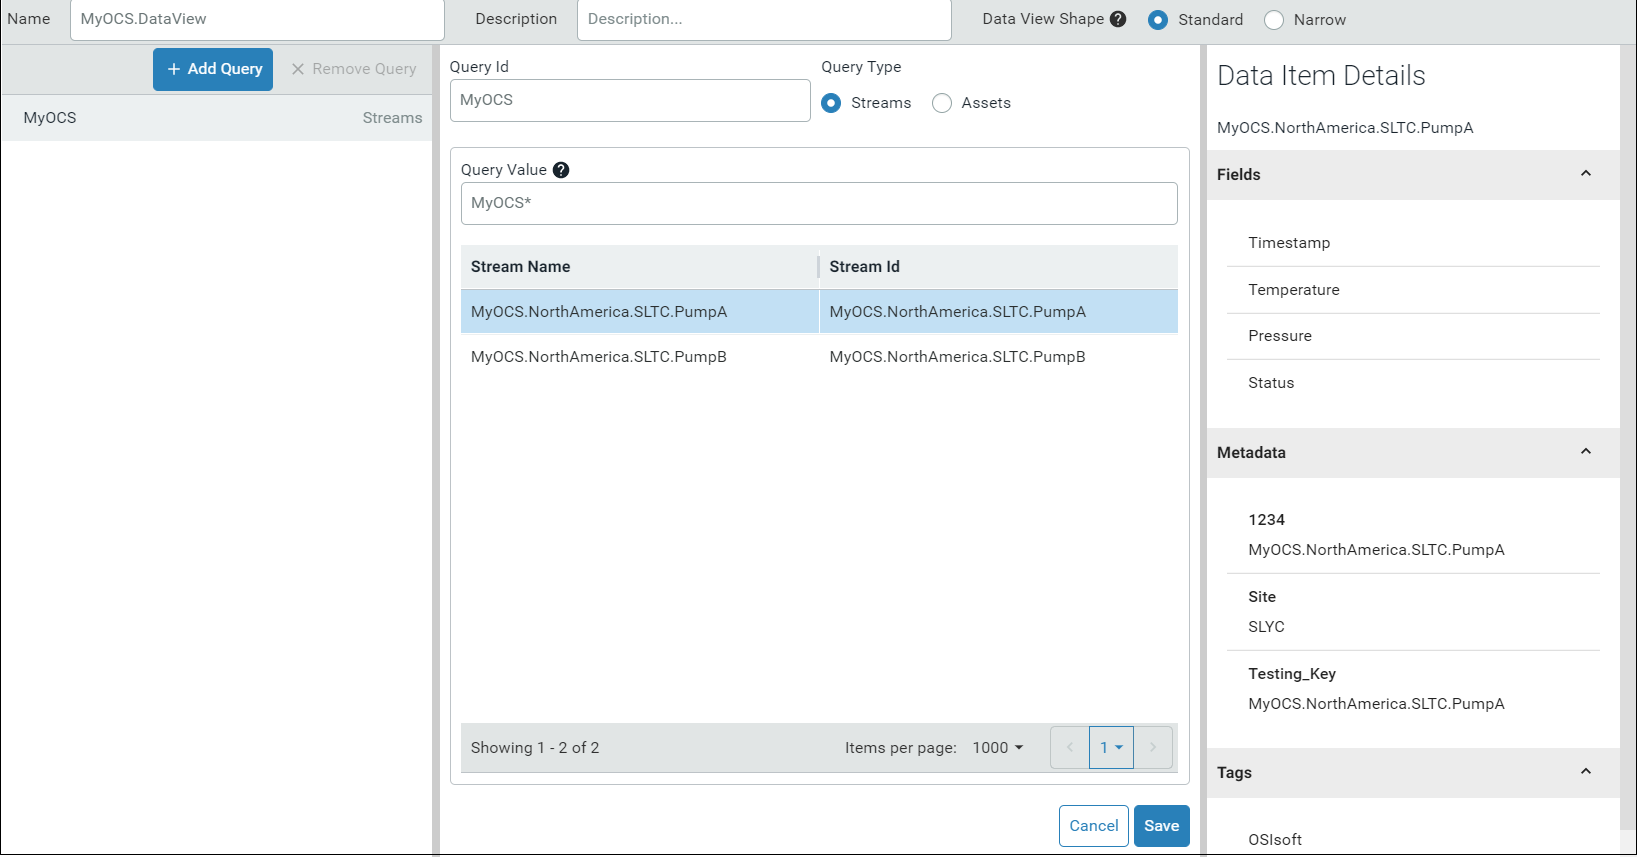 Name MyOCS.DataView Description Description... Data View Shape ? Standard Narrow
+ Add Query × Remove Query
MyOCS Streams
Query Id Query Type
MyOCS Streams Assets
Query Value ?
MyOCS*
Stream Name Stream Id
MyOCS.NorthAmerica.SLTC.PumpA MyOCS.NorthAmerica.SLTC.PumpA
MyOCS.NorthAmerica.SLTC.PumpB MyOCS.NorthAmerica.SLTC.PumpB
Showing 1 - 2 of 2 Items per page: 1000 1
Cancel Save
Data Item Details
MyOCS.NorthAmerica.SLTC.PumpA
Fields
Timestamp
Temperature
Pressure
Status
Metadata
1234
MyOCS.NorthAmerica.SLTC.PumpA
Site
SLYC
Testing_Key
MyOCS.NorthAmerica.SLTC.PumpA
Tags
OSIsoft